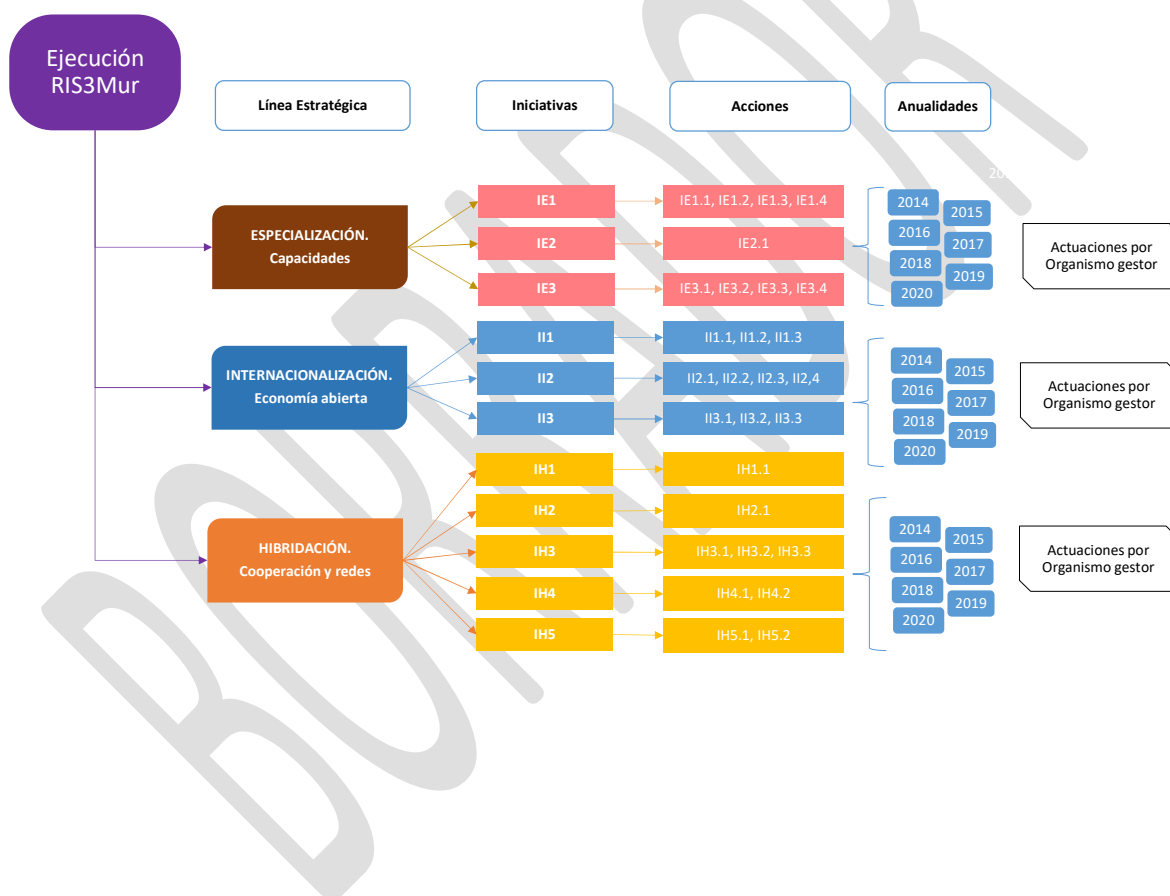 Ejecución
RIS3Mur
Línea Estratégica
Iniciativas
Acciones
Anualidades
ESPECIALIZACIÓN.
Capacidades
IE1
IE1.1, IE1.2, IE1.3, IE1.4
IE2
IE2.1
IE3
IE3.1, IE3.2, IE3.3, IE3.4
2014
2015
2016
2017
2018
2019
2020
Actuaciones por
Organismo gestor
INTERNACIONALIZACIÓN.
Economía abierta
II1
II1.1, II1.2, II1.3
II2
II2.1, II2.2, II2.3, II2,4
II3
II3.1, II3.2, II3.3
2014
2015
2016
2017
2018
2019
2020
Actuaciones por
Organismo gestor
HIBRIDACIÓN.
Cooperación y redes
IH1
IH1.1
IH2
IH2.1
IH3
IH3.1, IH3.2, IH3.3
IH4
IH4.1, IH4.2
IH5
IH5.1, IH5.2
2014
2015
2016
2017
2018
2019
2020
Actuaciones por
Organismo gestor
BORRADOR